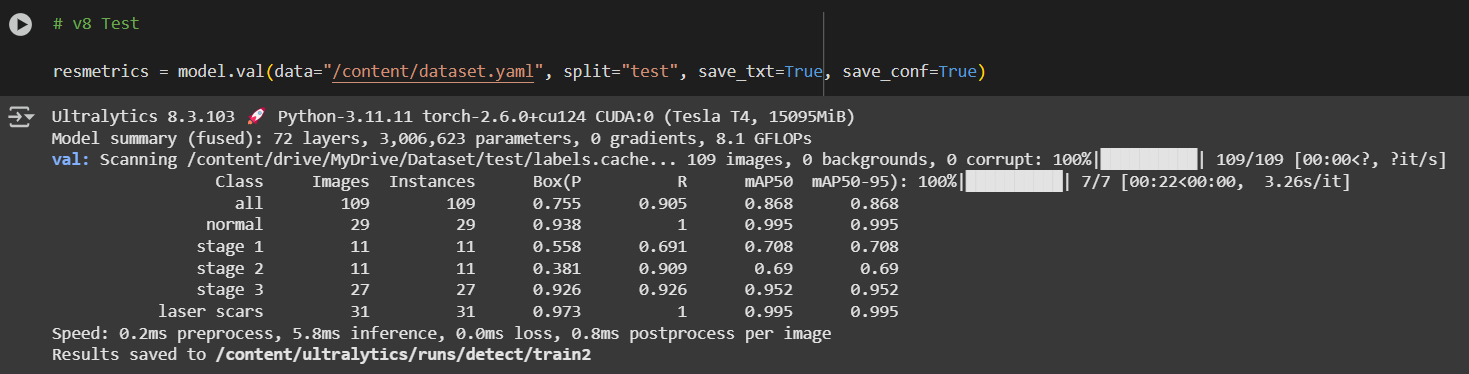 # v8 Test
resmetrics = model.val(data="/content/dataset.yaml", split="test", save_txt=True, save_conf=True)
Ultralytics 8.3.103 🚀 Python-3.11.11 torch-2.6.0+cu124 CUDA:0 (Tesla T4, 15095MiB)
Model summary (fused): 72 layers, 3,006,623 parameters, 0 gradients, 8.1 GFLOPs
val: Scanning /content/drive/MyDrive/Dataset/test/labels.cache... 109 images, 0 backgrounds, 0 corrupt: 100%|██████████| 109/109 [00:00<?, ?it/s]
Class Images Instances Box(P R mAP50 mAP50-95): 100%|██████████| 7/7 [00:22<00:00, 3.26s/it]
all 109 109 0.755 0.905 0.868 0.868
normal 29 29 0.938 1 0.995 0.995
stage 1 11 11 0.558 0.691 0.708 0.708
stage 2 11 11 0.381 0.909 0.69 0.69
stage 3 27 27 0.926 0.926 0.952 0.952
laser scars 31 31 0.973 1 0.995 0.995
Speed: 0.2ms preprocess, 5.8ms inference, 0.0ms loss, 0.8ms postprocess per image
Results saved to /content/ultralytics/runs/detect/train2